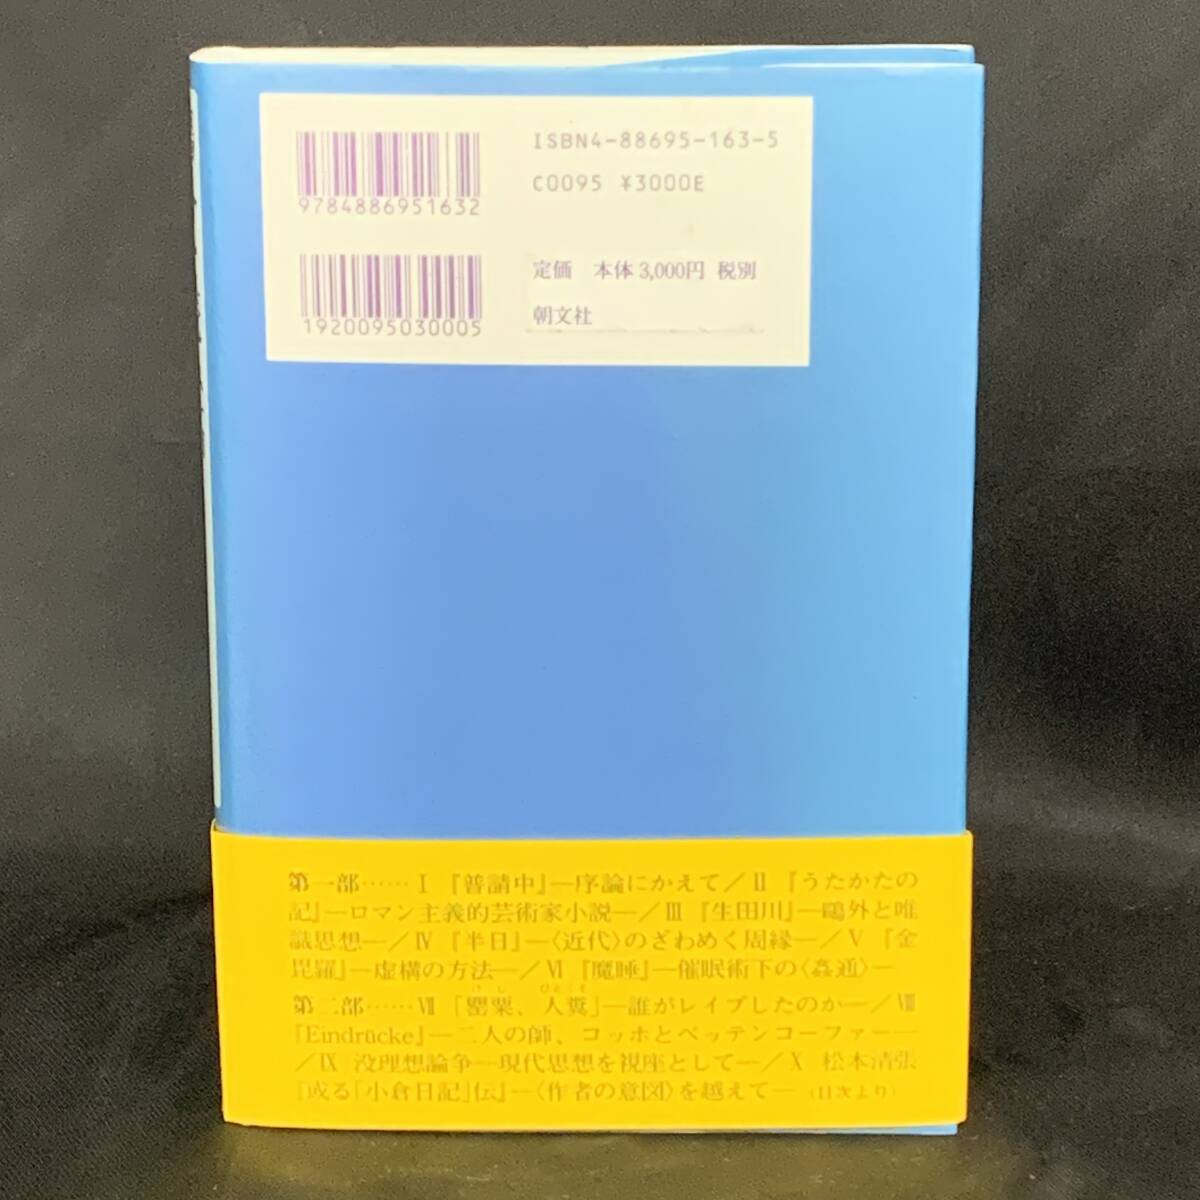 ISBN4-88695-163-5
C0095 ¥3000E
9784886951632
定価 本体 3,000円 税別
1920095030005
朝文社
第一部……Ⅰ『普請中』―序論にかえて／Ⅱ『うたかたの
記』―ロマン主義的芸術家小説―／Ⅲ『生田川』―鷗外と唯
識思想―／Ⅳ『半日』―〈近代〉のざわめく周縁―／Ⅴ『金
毘羅』―虚構の方法―／Ⅵ『魔睡』―催眠術下の〈姦通〉―
けし ひとくそ
第二部……Ⅶ「罌粟、人糞」―誰がレイプしたのか―／Ⅷ
『Eindrücke』―二人の師、コッホとペッテンコーファー―
／Ⅸ 没理想論争―現代思想を視座として―／Ⅹ 松本清張
『或る「小倉日記」伝』―〈作者の意図〉を越えて―（目次より）